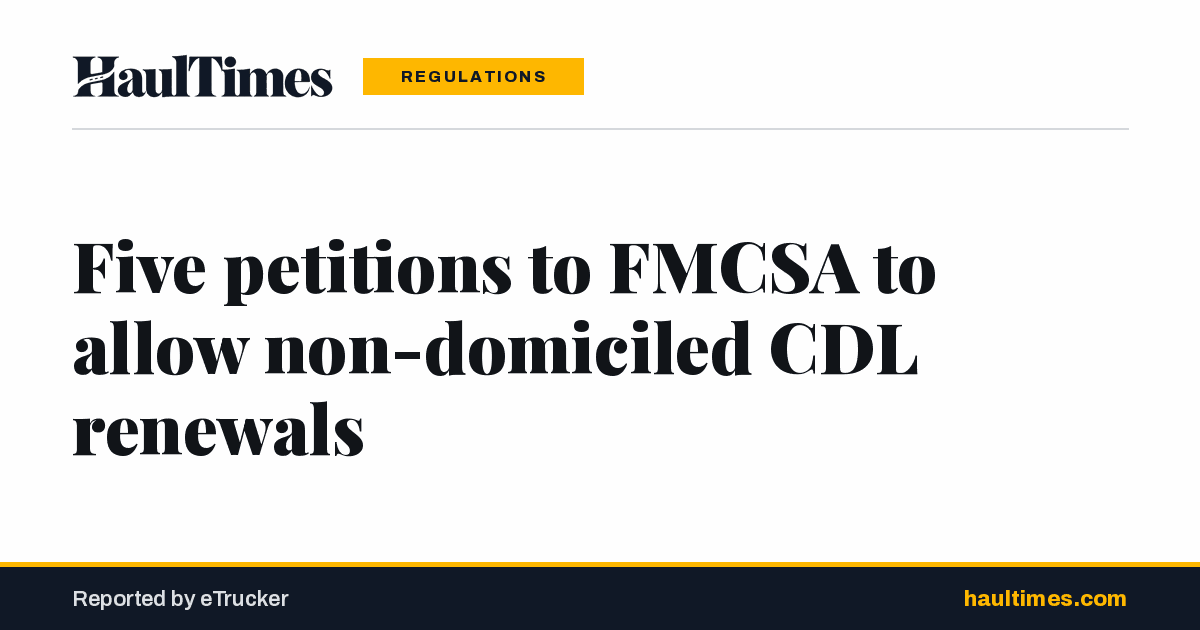 HaulTimes
REGULATIONS
Five petitions to FMCSA to
allow non-domiciled CDL
renewals
Reported by eTrucker
haultimes.com